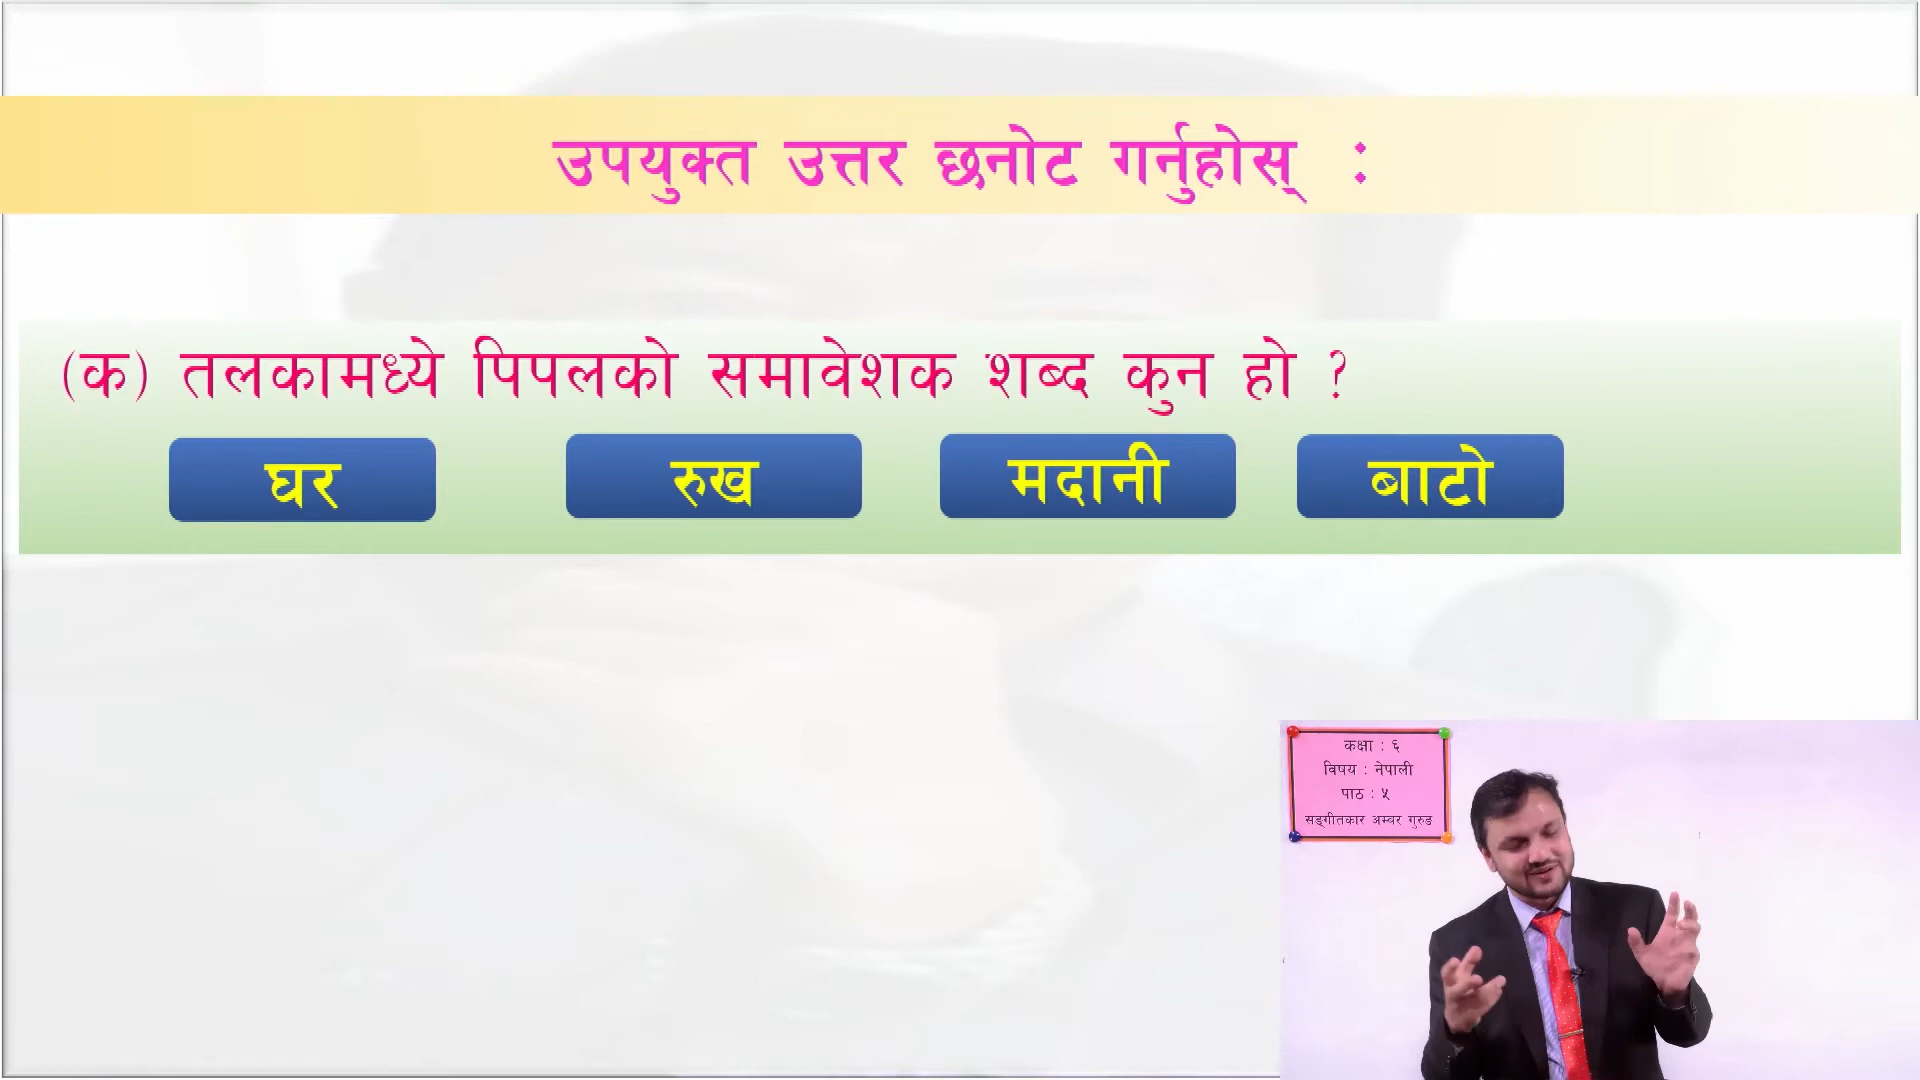 उपयुक्त उत्तर छनोट गर्नुहोस् :
(क) तलकामध्ये पिपलको समावेशक शब्द कुन हो ?
घर
रुख
मदानी
बाटो
कक्षा : ६
विषय : नेपाली
पाठ : ५
सङ्गीतकार अम्बर गुरुङ